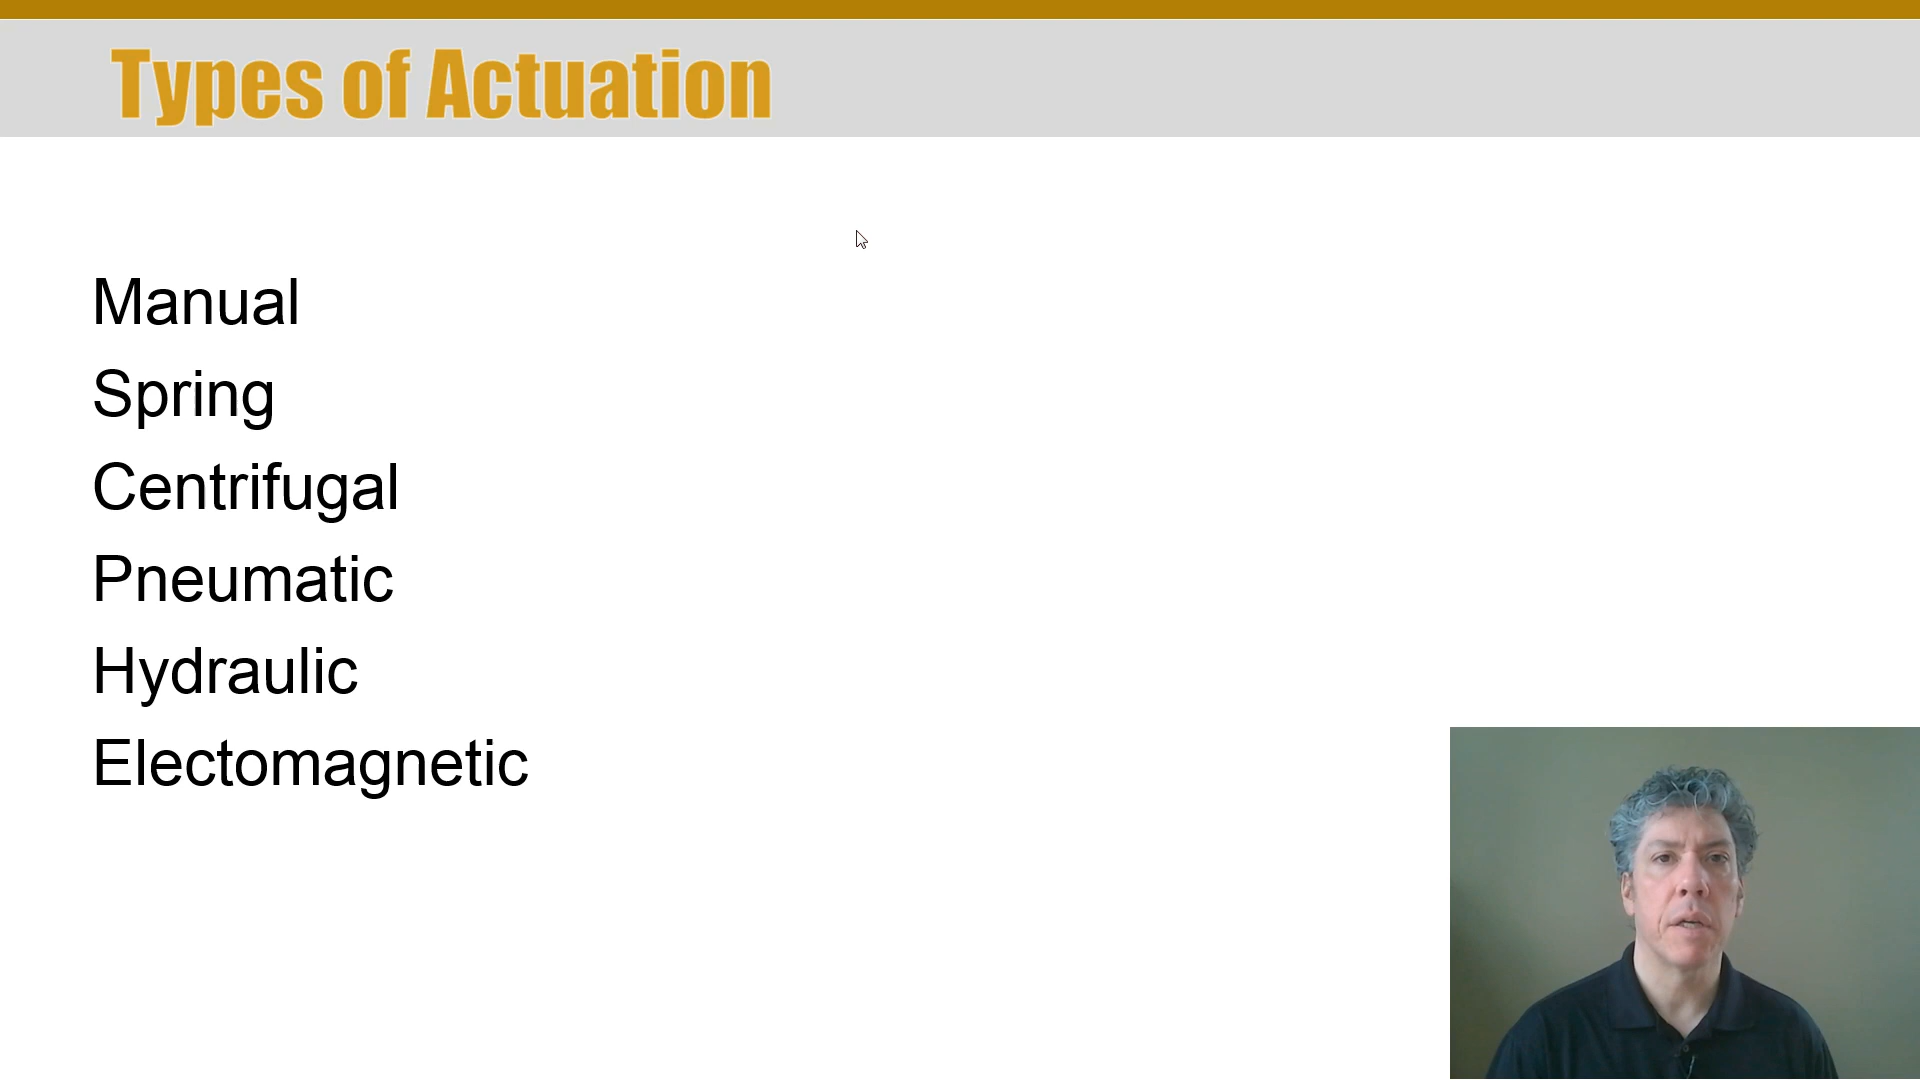 Types of Actuation
Manual
Spring
Centrifugal
Pneumatic
Hydraulic
Electomagnetic